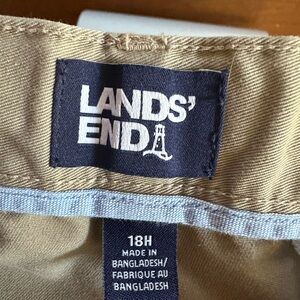 LANDS'
END
18H
MADE IN
BANGLADESH/
FABRIQUE AU
BANGLADESH